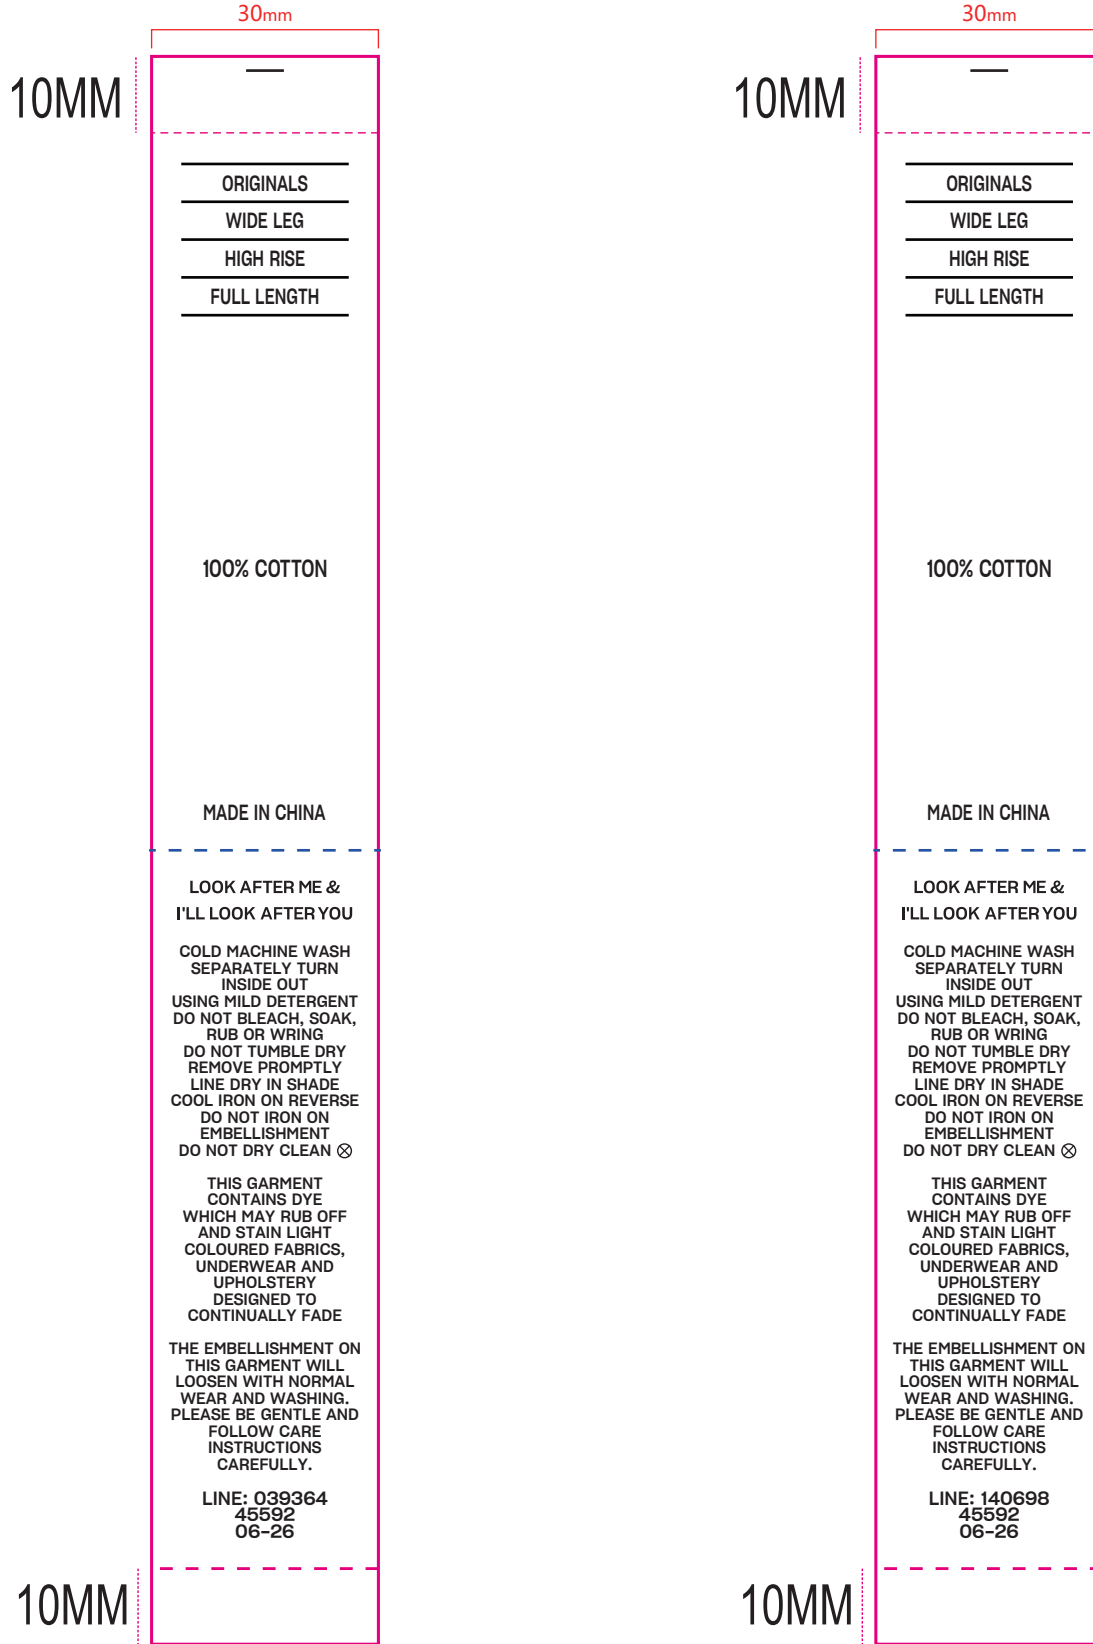 30mm
10MM
ORIGINALS
WIDE LEG
HIGH RISE
FULL LENGTH
100% COTTON
MADE IN CHINA
LOOK AFTER ME &
I'LL LOOK AFTER YOU
COLD MACHINE WASH
SEPARATELY TURN
INSIDE OUT
USING MILD DETERGENT
DO NOT BLEACH, SOAK,
RUB OR WRING
DO NOT TUMBLE DRY
REMOVE PROMPTLY
LINE DRY IN SHADE
COOL IRON ON REVERSE
DO NOT IRON ON
EMBELLISHMENT
DO NOT DRY CLEAN ⊗
THIS GARMENT
CONTAINS DYE
WHICH MAY RUB OFF
AND STAIN LIGHT
COLOURED FABRICS,
UNDERWEAR AND
UPHOLSTERY
DESIGNED TO
CONTINUALLY FADE
THE EMBELLISHMENT ON
THIS GARMENT WILL
LOOSEN WITH NORMAL
WEAR AND WASHING.
PLEASE BE GENTLE AND
FOLLOW CARE
INSTRUCTIONS
CAREFULLY.
LINE: 039364
45592
06-26
10MM
30mm
10MM
ORIGINALS
WIDE LEG
HIGH RISE
FULL LENGTH
100% COTTON
MADE IN CHINA
LOOK AFTER ME &
I'LL LOOK AFTER YOU
COLD MACHINE WASH
SEPARATELY TURN
INSIDE OUT
USING MILD DETERGENT
DO NOT BLEACH, SOAK,
RUB OR WRING
DO NOT TUMBLE DRY
REMOVE PROMPTLY
LINE DRY IN SHADE
COOL IRON ON REVERSE
DO NOT IRON ON
EMBELLISHMENT
DO NOT DRY CLEAN ⊗
THIS GARMENT
CONTAINS DYE
WHICH MAY RUB OFF
AND STAIN LIGHT
COLOURED FABRICS,
UNDERWEAR AND
UPHOLSTERY
DESIGNED TO
CONTINUALLY FADE
THE EMBELLISHMENT ON
THIS GARMENT WILL
LOOSEN WITH NORMAL
WEAR AND WASHING.
PLEASE BE GENTLE AND
FOLLOW CARE
INSTRUCTIONS
CAREFULLY.
LINE: 140698
45592
06-26
10MM